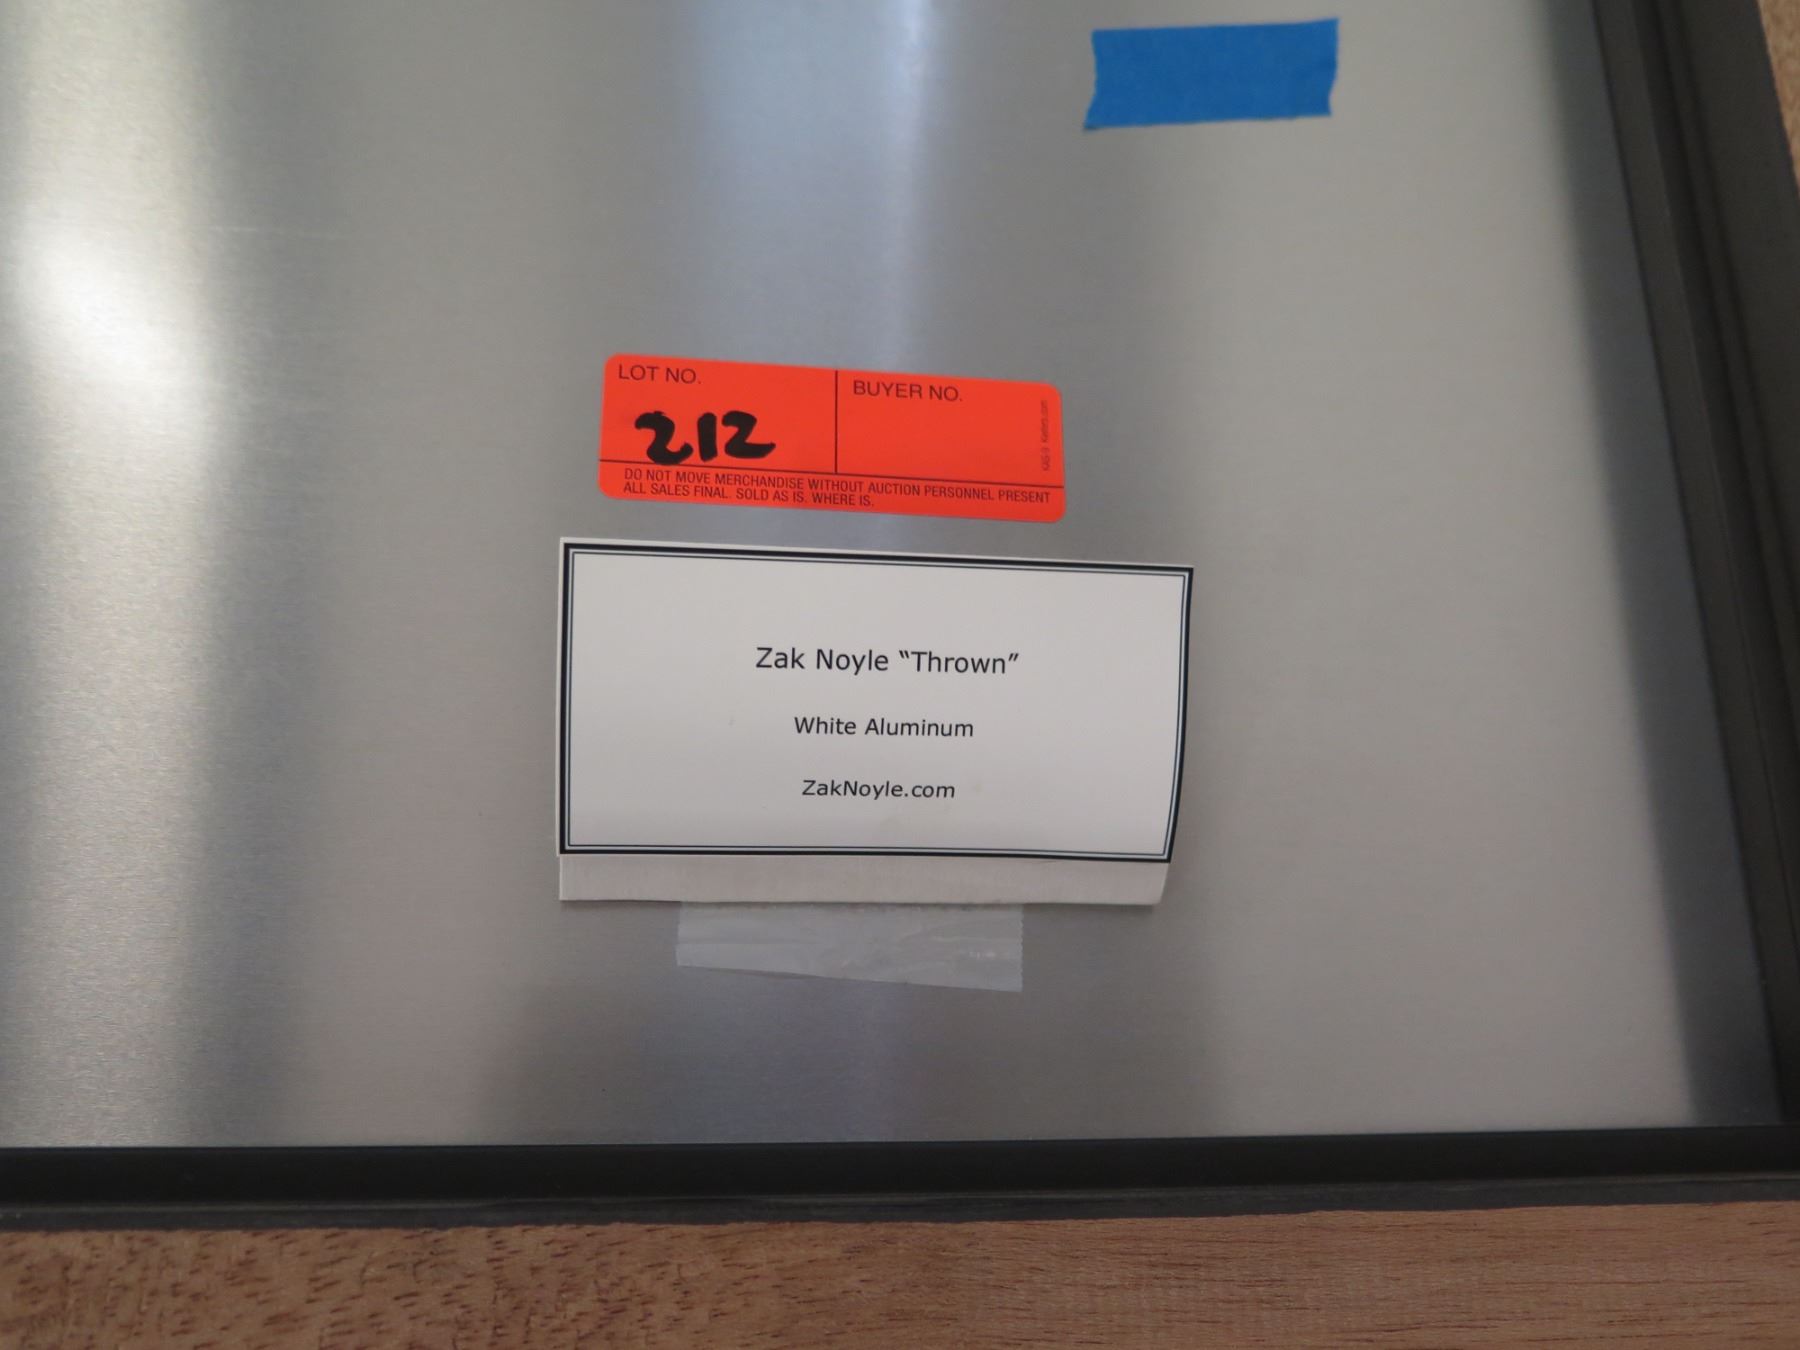 LOT NO.
BUYER NO.
212
DO NOT MOVE MERCHANDISE WITHOUT AUCTION PERSONNEL PRESENT
ALL SALES FINAL. SOLD AS IS. WHERE IS.
Zak Noyle “Thrown”
White Aluminum
ZakNoyle.com